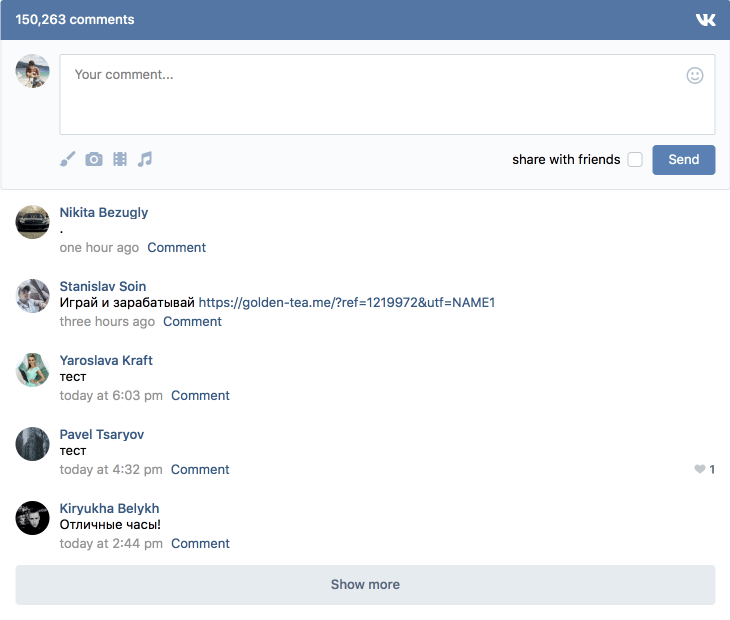 150,263 comments
Your comment...
share with friends
Send
Nikita Bezugly
.
one hour ago Comment
Stanislav Soin
Играй и зарабатывай https://golden-tea.me/?ref=1219972&utf=NAME1
three hours ago Comment
Yaroslava Kraft
тест
today at 6:03 pm Comment
Pavel Tsaryov
тест
today at 4:32 pm Comment 1
Kiryukha Belykh
Отличные часы!
today at 2:44 pm Comment
Show more